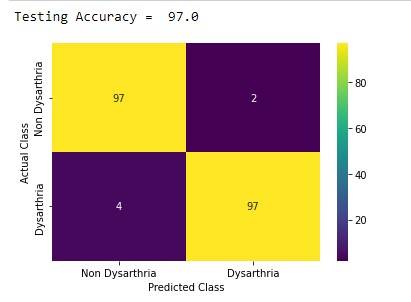 Testing Accuracy =  97.0
Non Dysarthria
Dysarthria
Actual Class
97
2
4
97
80
60
40
20
Non Dysarthria
Dysarthria
Predicted Class